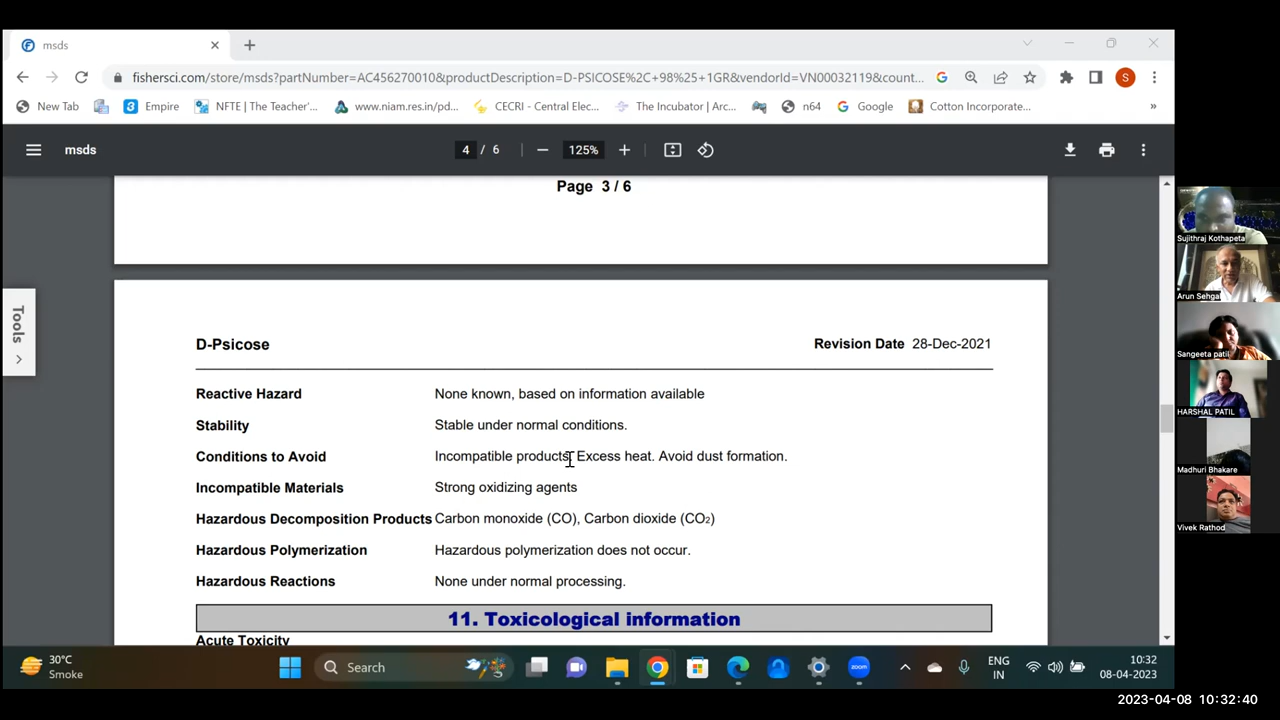 msds
fishersci.com/store/msds?partNumber=AC456270010&productDescription=D-PSICOSE%2C+98%25+1GR&vendorId=VN00032119&count...
New Tab
Empire
NFTE | The Teacher'...
www.niam.res.in/pd...
CECRI - Central Elec...
The Incubator | Arc...
x64
Google
Cotton Incorporate...
»
msds
4 / 6
125%
Page 3 / 6
Tools
D-Psicose Revision Date 28-Dec-2021
Reactive Hazard None known, based on information available
Stability Stable under normal conditions.
Conditions to Avoid Incompatible products. Excess heat. Avoid dust formation.
Incompatible Materials Strong oxidizing agents
Hazardous Decomposition Products Carbon monoxide (CO), Carbon dioxide (CO₂)
Hazardous Polymerization Hazardous polymerization does not occur.
Hazardous Reactions None under normal processing.
11. Toxicological information
Acute Toxicity
Sujithraj Kothapeta
Arun Sehgal
Sangeeta patil
HARSHAL PATIL
Madhuri Bhakare
Vivek Rathod
30°C
Smoke
Search
zoom
ENG
IN
10:32
08-04-2023
2023-04-08 10:32:40